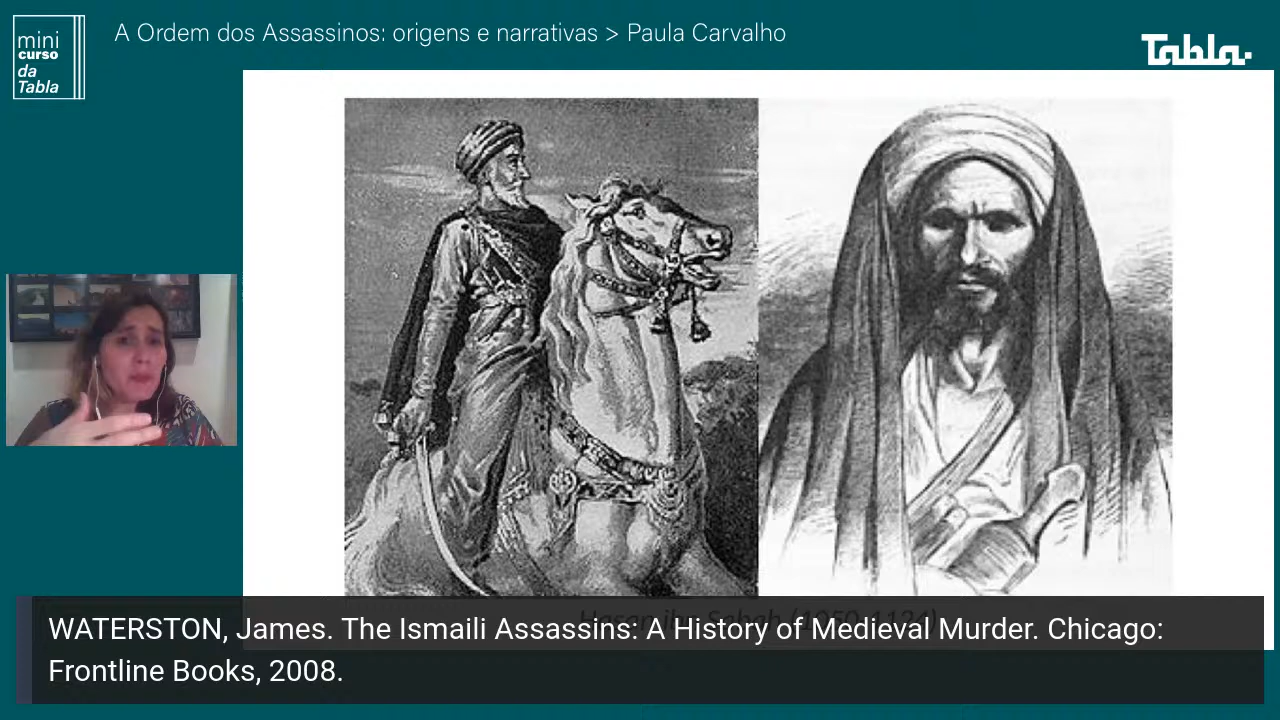 mini
curso
da
Tabla
A Ordem dos Assassinos: origens e narrativas > Paula Carvalho
Tabla.
WATERSTON, James. The Ismaili Assassins: A History of Medieval Murder. Chicago:
Frontline Books, 2008.